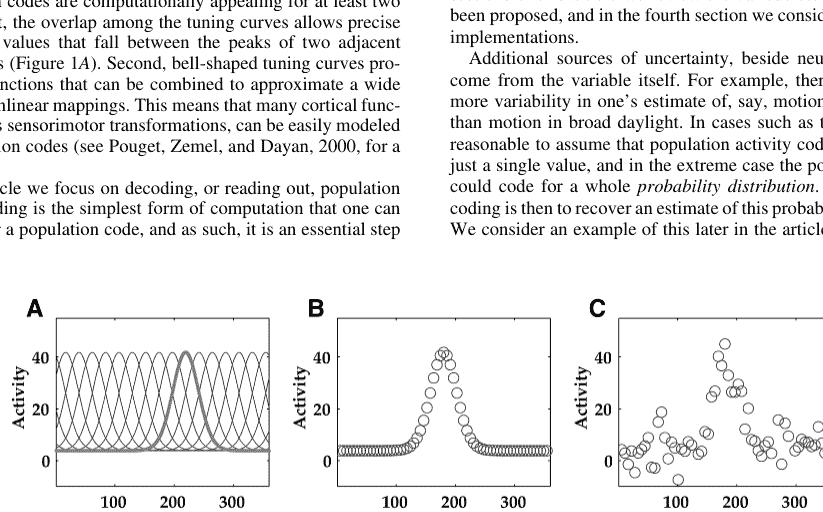 codes are computationally appealing for at least two
the overlap among the tuning curves allows precise
values that fall between the peaks of two adjacent
(Figure 1A). Second, bell-shaped tuning curves pro-
nctions that can be combined to approximate a wide
nlinear mappings. This means that many cortical func-
s sensorimotor transformations, can be easily modeled
ion codes (see Pouget, Zemel, and Dayan, 2000, for a
cle we focus on decoding, or reading out, population
ding is the simplest form of computation that one can
a population code, and as such, it is an essential step
been proposed, and in the fourth section we consid
implementations.
Additional sources of uncertainty, beside neu
come from the variable itself. For example, ther
more variability in one's estimate of, say, motion
than motion in broad daylight. In cases such as t
reasonable to assume that population activity cod
just a single value, and in the extreme case the po
could code for a whole probability distribution.
coding is then to recover an estimate of this probab
We consider an example of this later in the article
A
Activity
40
20
0
100 200 300
B
Activity
40
20
0
100 200 300
C
Activity
40
20
0
100 200 300